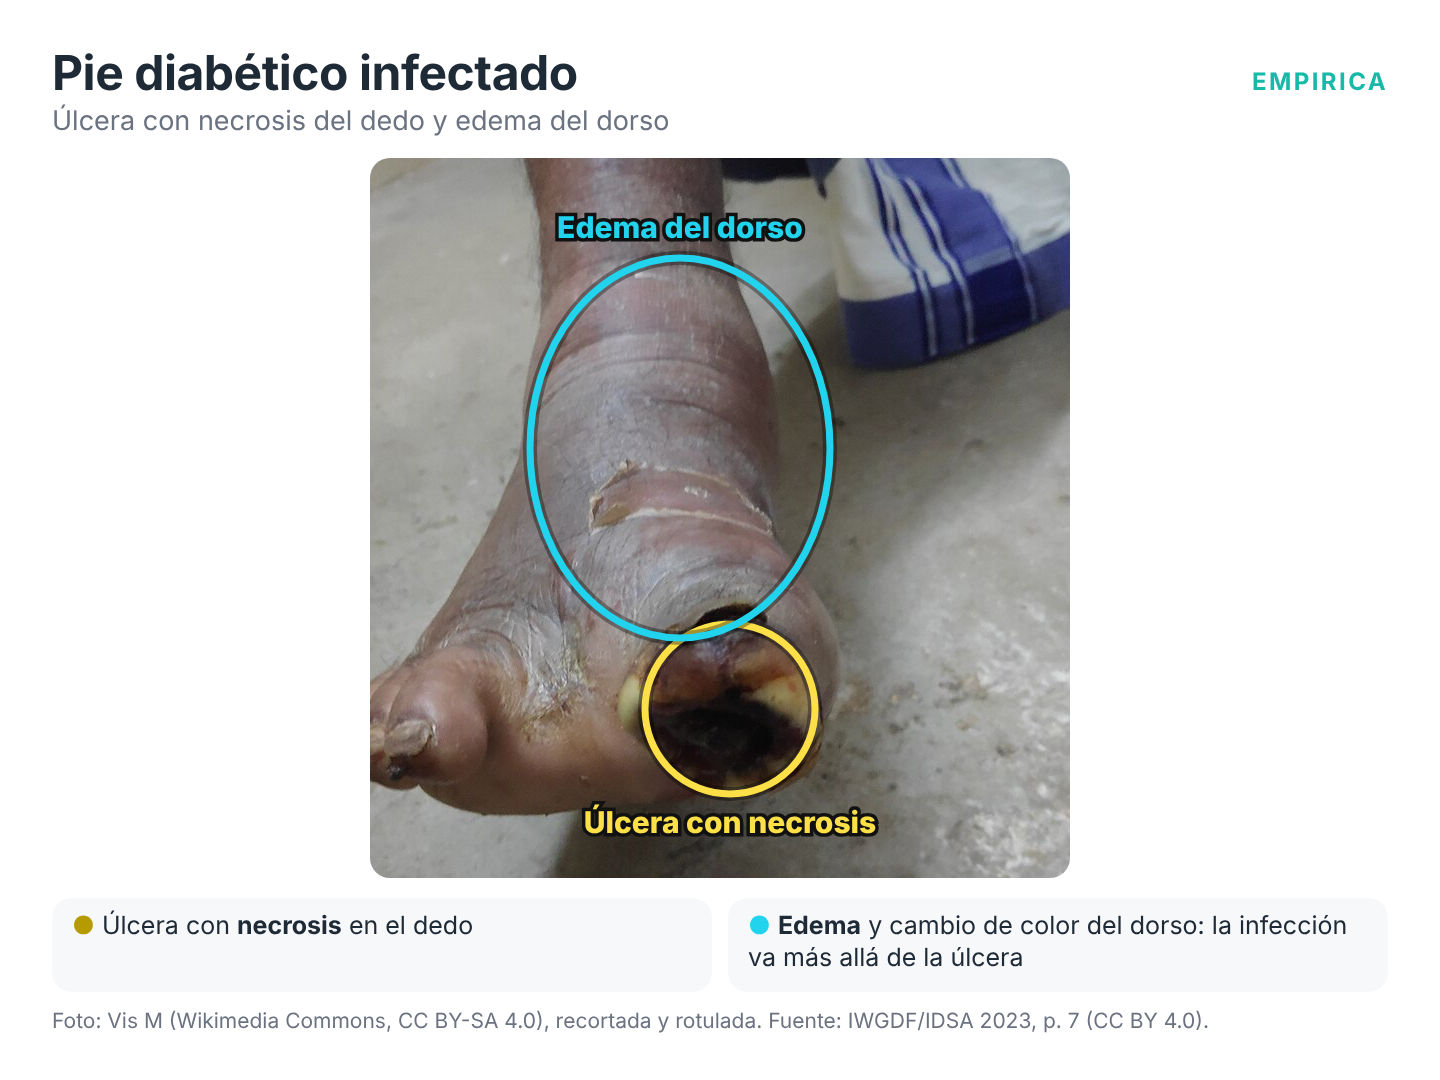 Pie diabético infectado
EMPIRICA
Úlcera con necrosis del dedo y edema del dorso
Edema del dorso
Úlcera con necrosis
Úlcera con necrosis en el dedo
Edema y cambio de color del dorso: la infección
va más allá de la úlcera
Foto: Vis M (Wikimedia Commons, CC BY-SA 4.0), recortada y rotulada. Fuente: IWGDF/IDSA 2023, p. 7 (CC BY 4.0).